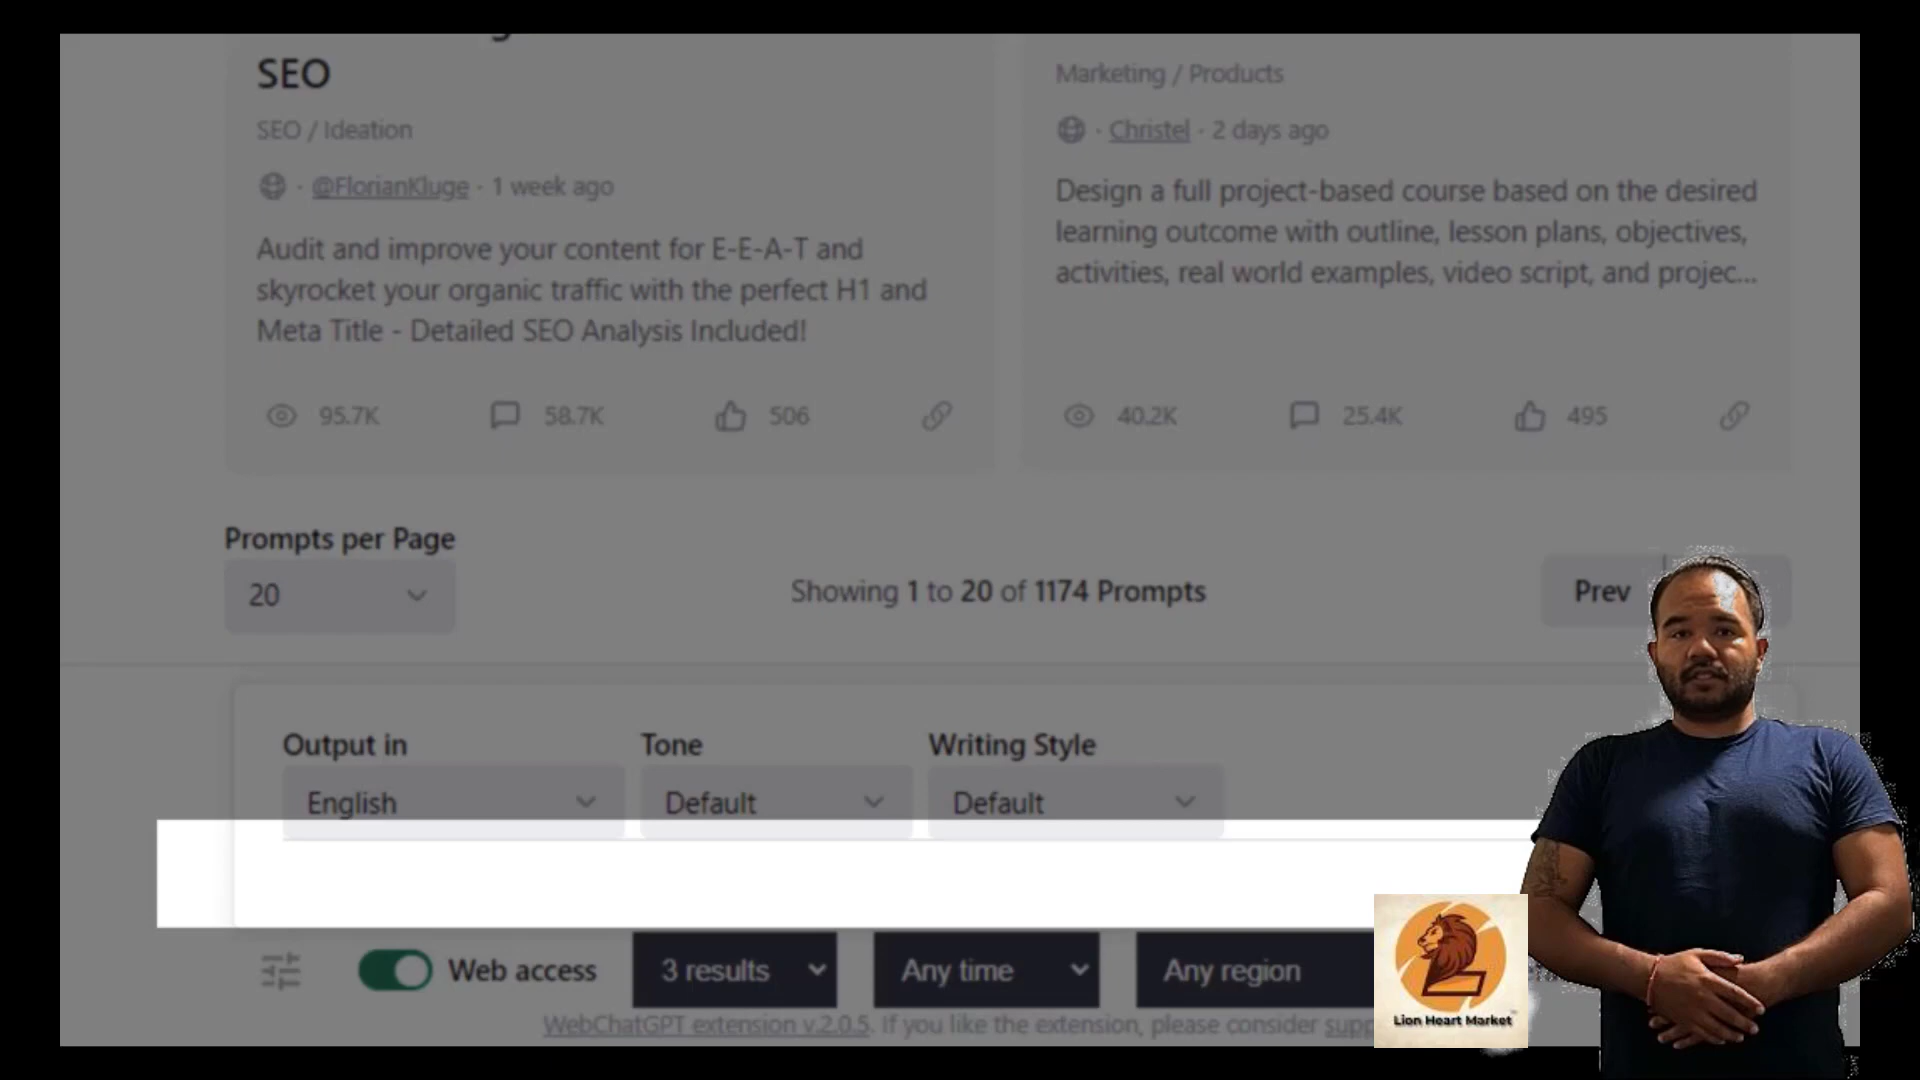 SEO
SEO / Ideation
@FlorianKluge · 1 week ago
Audit and improve your content for E-E-A-T and
skyrocket your organic traffic with the perfect H1 and
Meta Title - Detailed SEO Analysis Included!
95.7K 58.7K 506
Marketing / Products
Christel · 2 days ago
Design a full project-based course based on the desired
learning outcome with outline, lesson plans, objectives,
activities, real world examples, video script, and projec...
40.2K 25.4K 495
Prompts per Page
20
Showing 1 to 20 of 1174 Prompts
Prev
Output in Tone Writing Style
English Default Default
Web access 3 results Any time Any region
WebChatGPT extension v.2.0.5. If you like the extension, please consider
Lion Heart Market